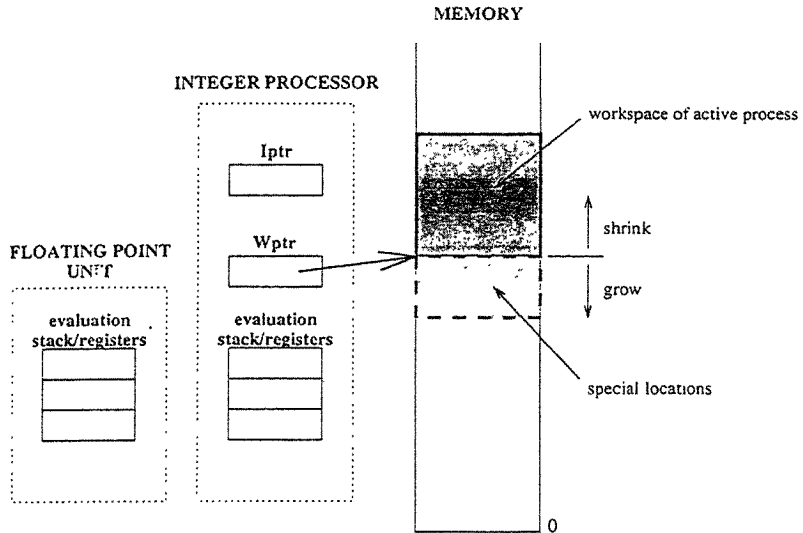 MEMORY
INTEGER PROCESSOR
workspace of active process
Iptr
shrink
Wptr
FLOATING POINT
UNIT
grow
evaluation
stack/registers
evaluation
stack/registers
special locations
0